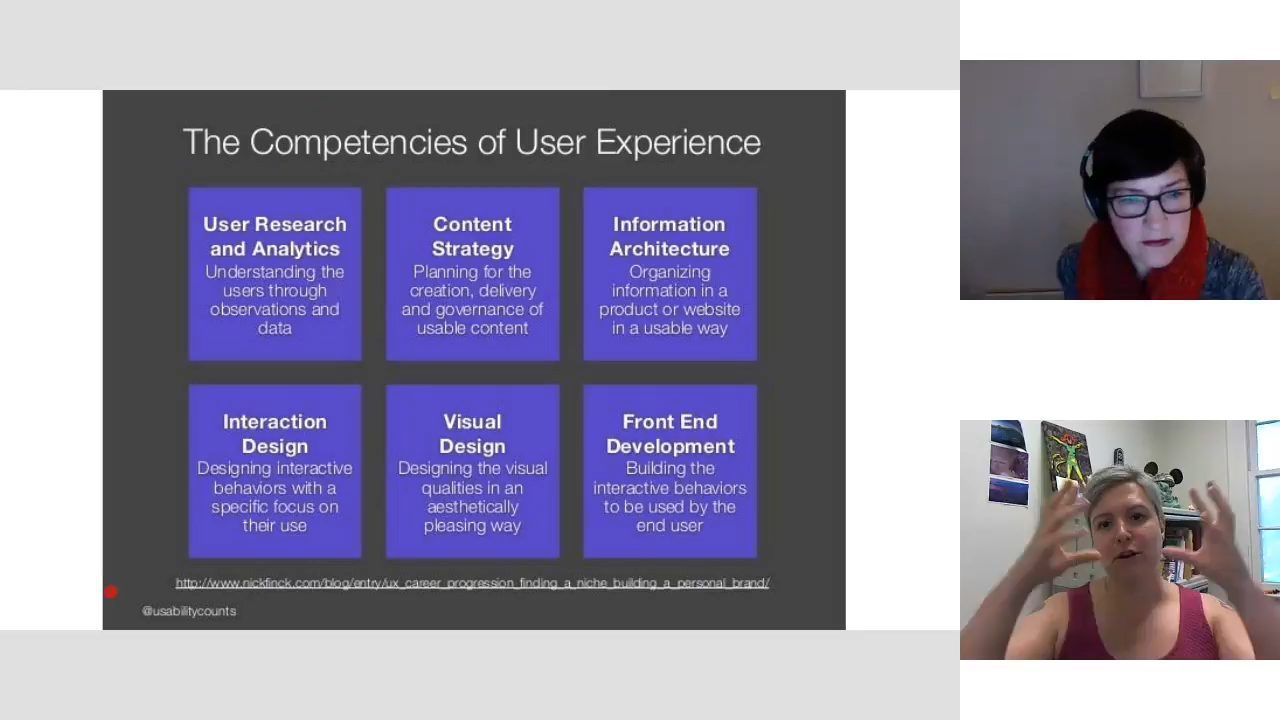 The Competencies of User Experience
User Research
and Analytics
Understanding the
users through
observations and
data
Content
Strategy
Planning for the
creation, delivery
and governance of
usable content
Information
Architecture
Organizing
information in a
product or website
in a usable way
Interaction
Design
Designing interactive
behaviors with a
specific focus on
their use
Visual
Design
Designing the visual
qualities in an
aesthetically
pleasing way
Front End
Development
Building the
interactive behaviors
to be used by the
end user
http://www.nickfinck.com/blog/entry/ux_career_progression_finding_a_niche_building_a_personal_brand/
@usabilitycounts